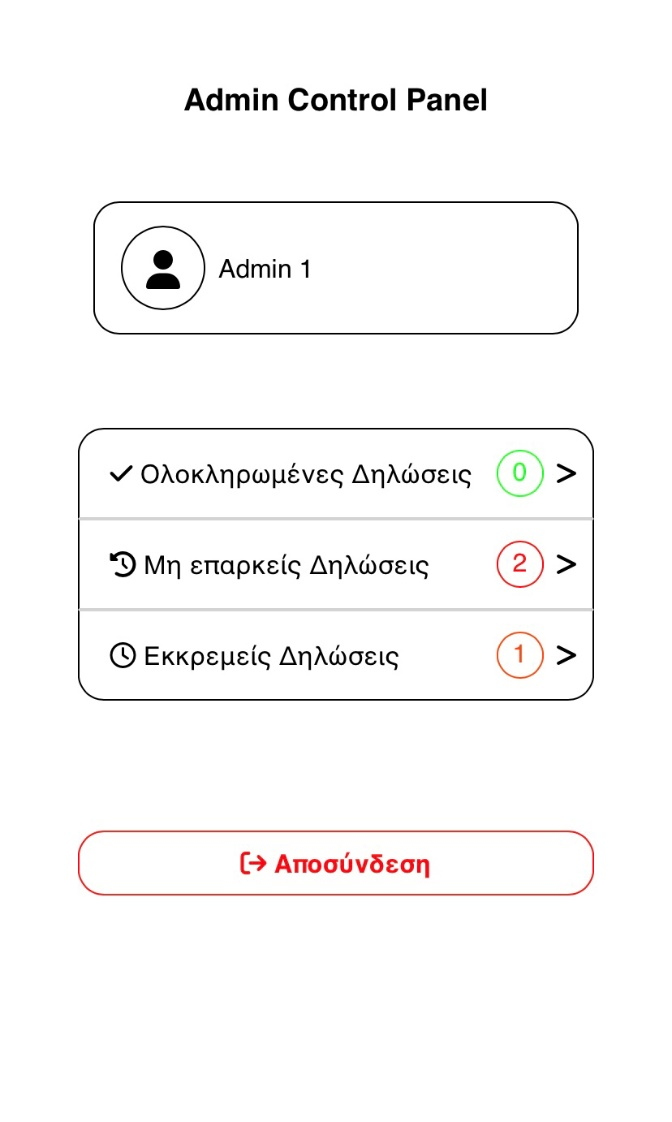 Admin Control Panel
Admin 1
Ολοκληρωμένες Δηλώσεις 0 >
Μη επαρκείς Δηλώσεις 2 >
Εκκρεμείς Δηλώσεις 1 >
Αποσύνδεση